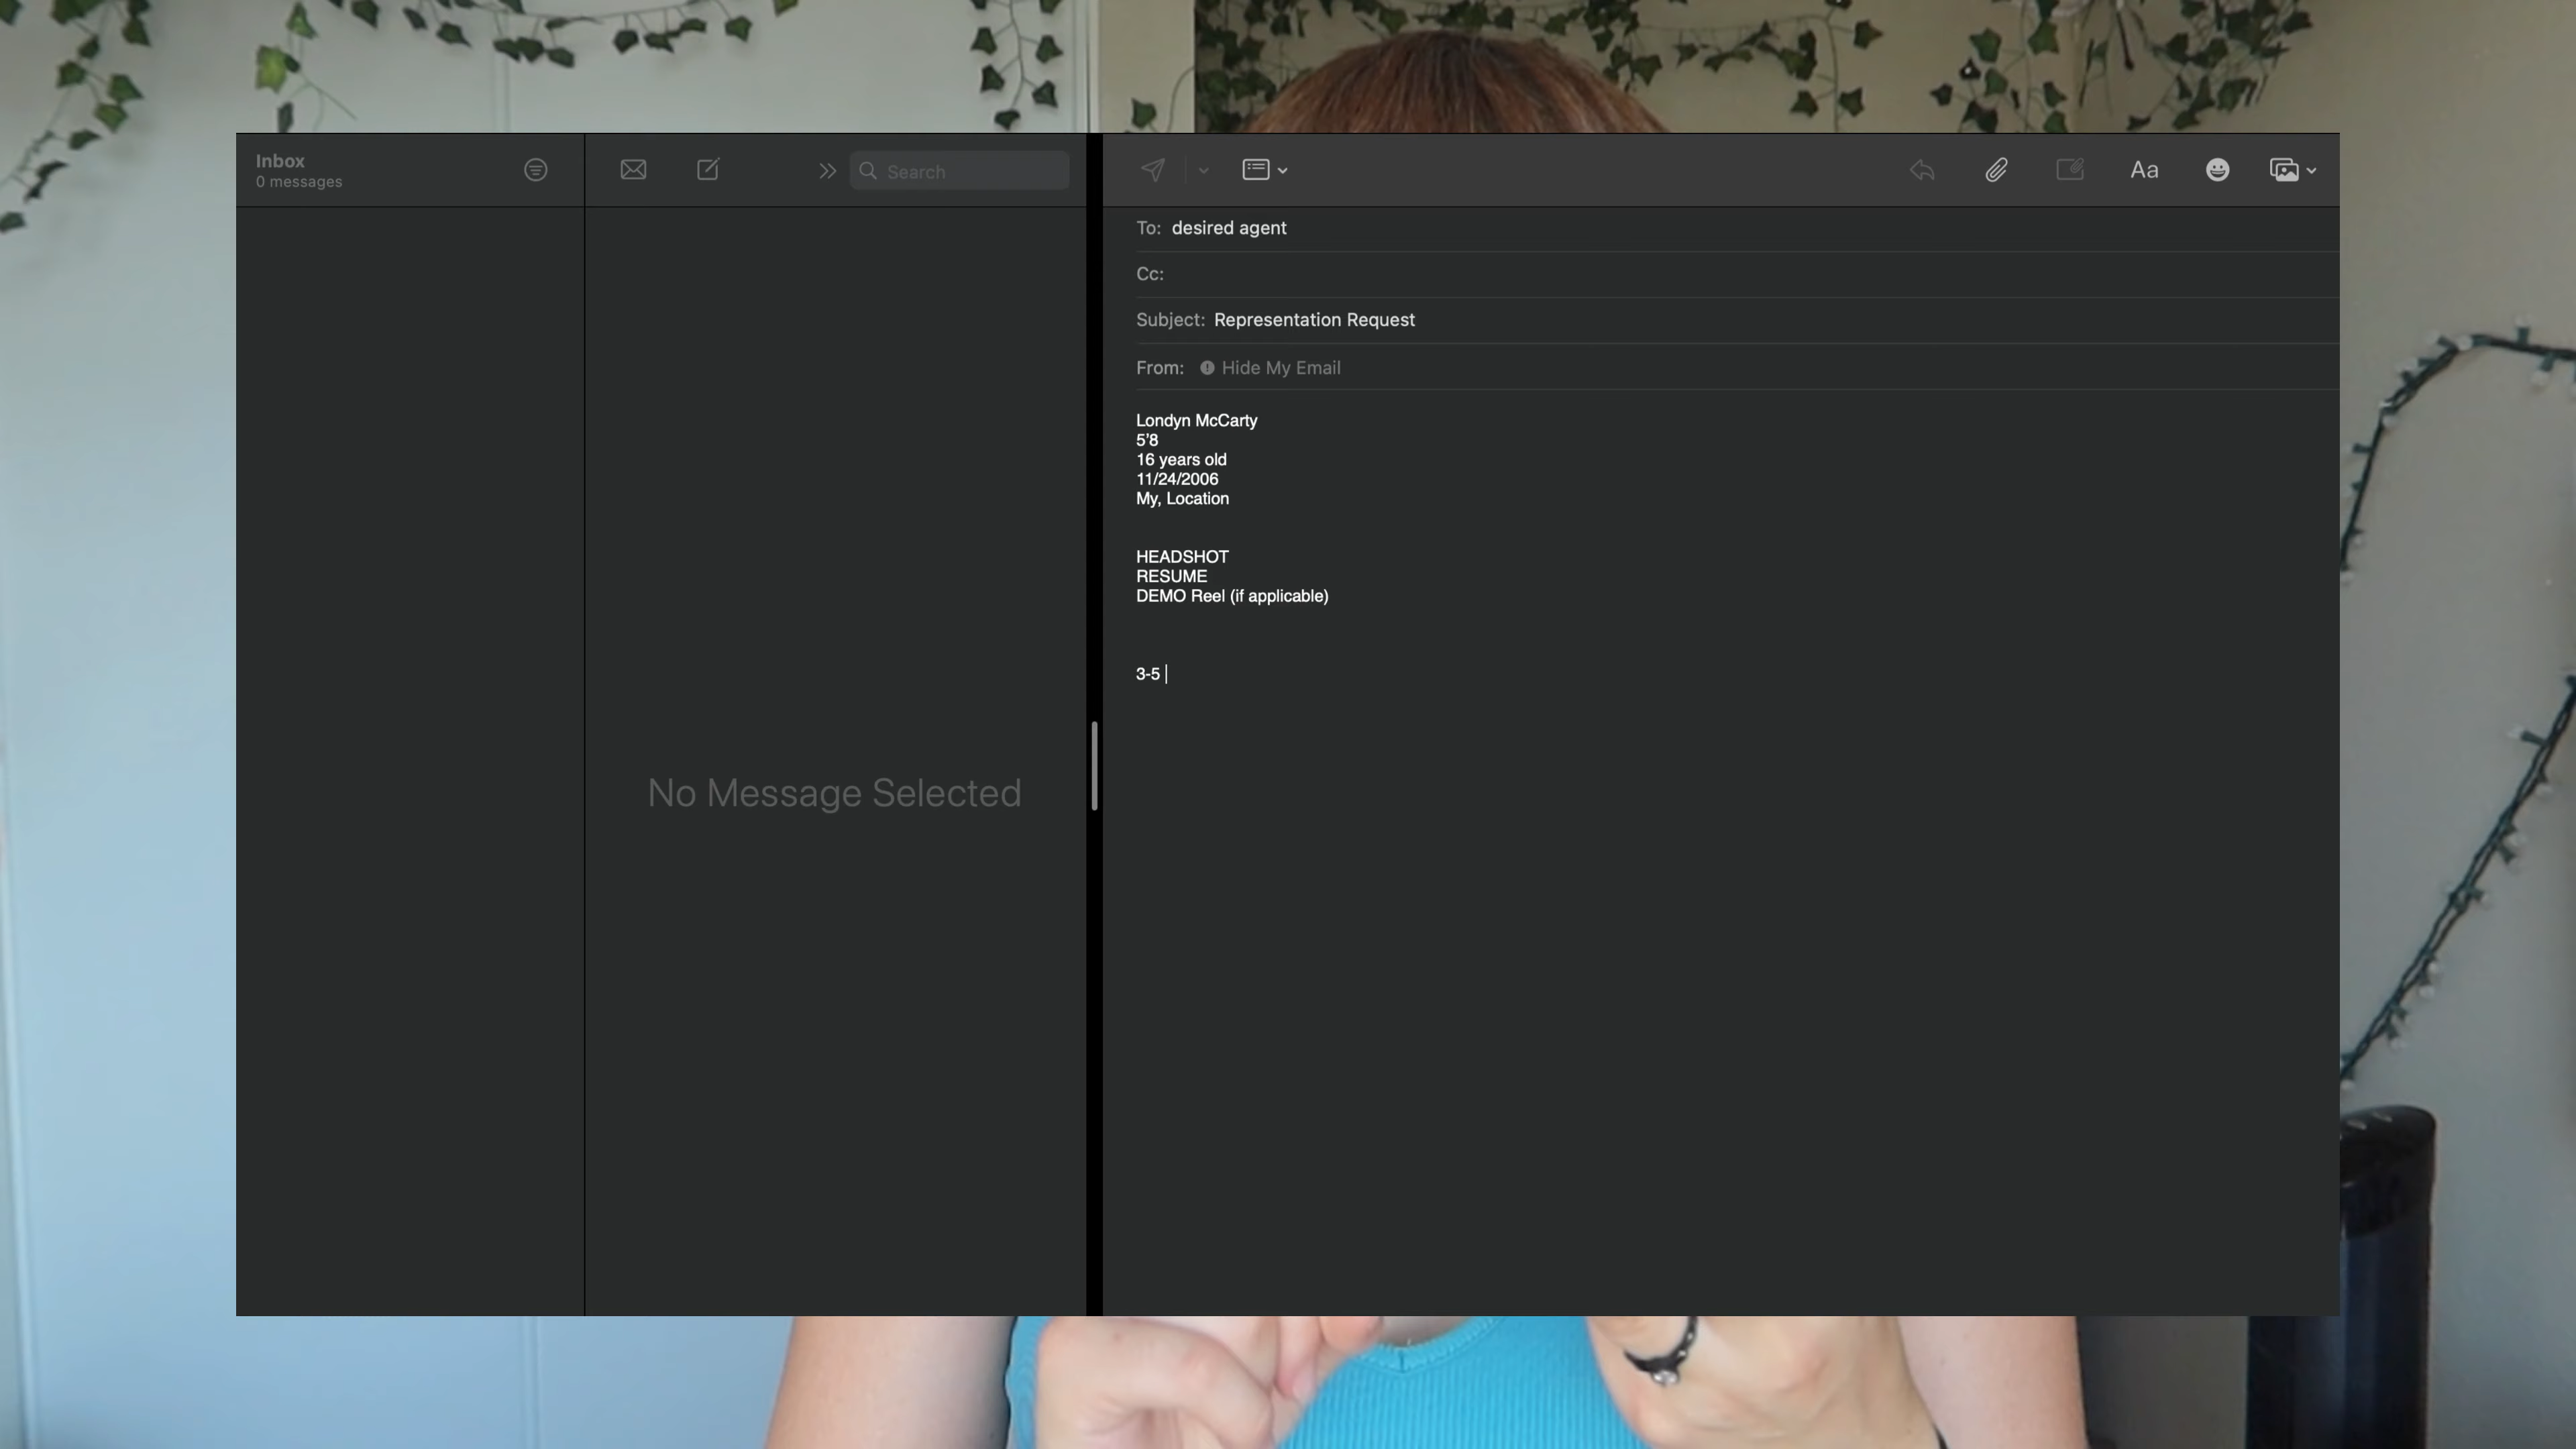 Inbox
0 messages
Search
No Message Selected
Aa
To: desired agent
Cc:
Subject: Representation Request
From: Hide My Email
Londyn McCarty
5'8
16 years old
11/24/2006
My, Location
HEADSHOT
RESUME
DEMO Reel (if applicable)
3-5